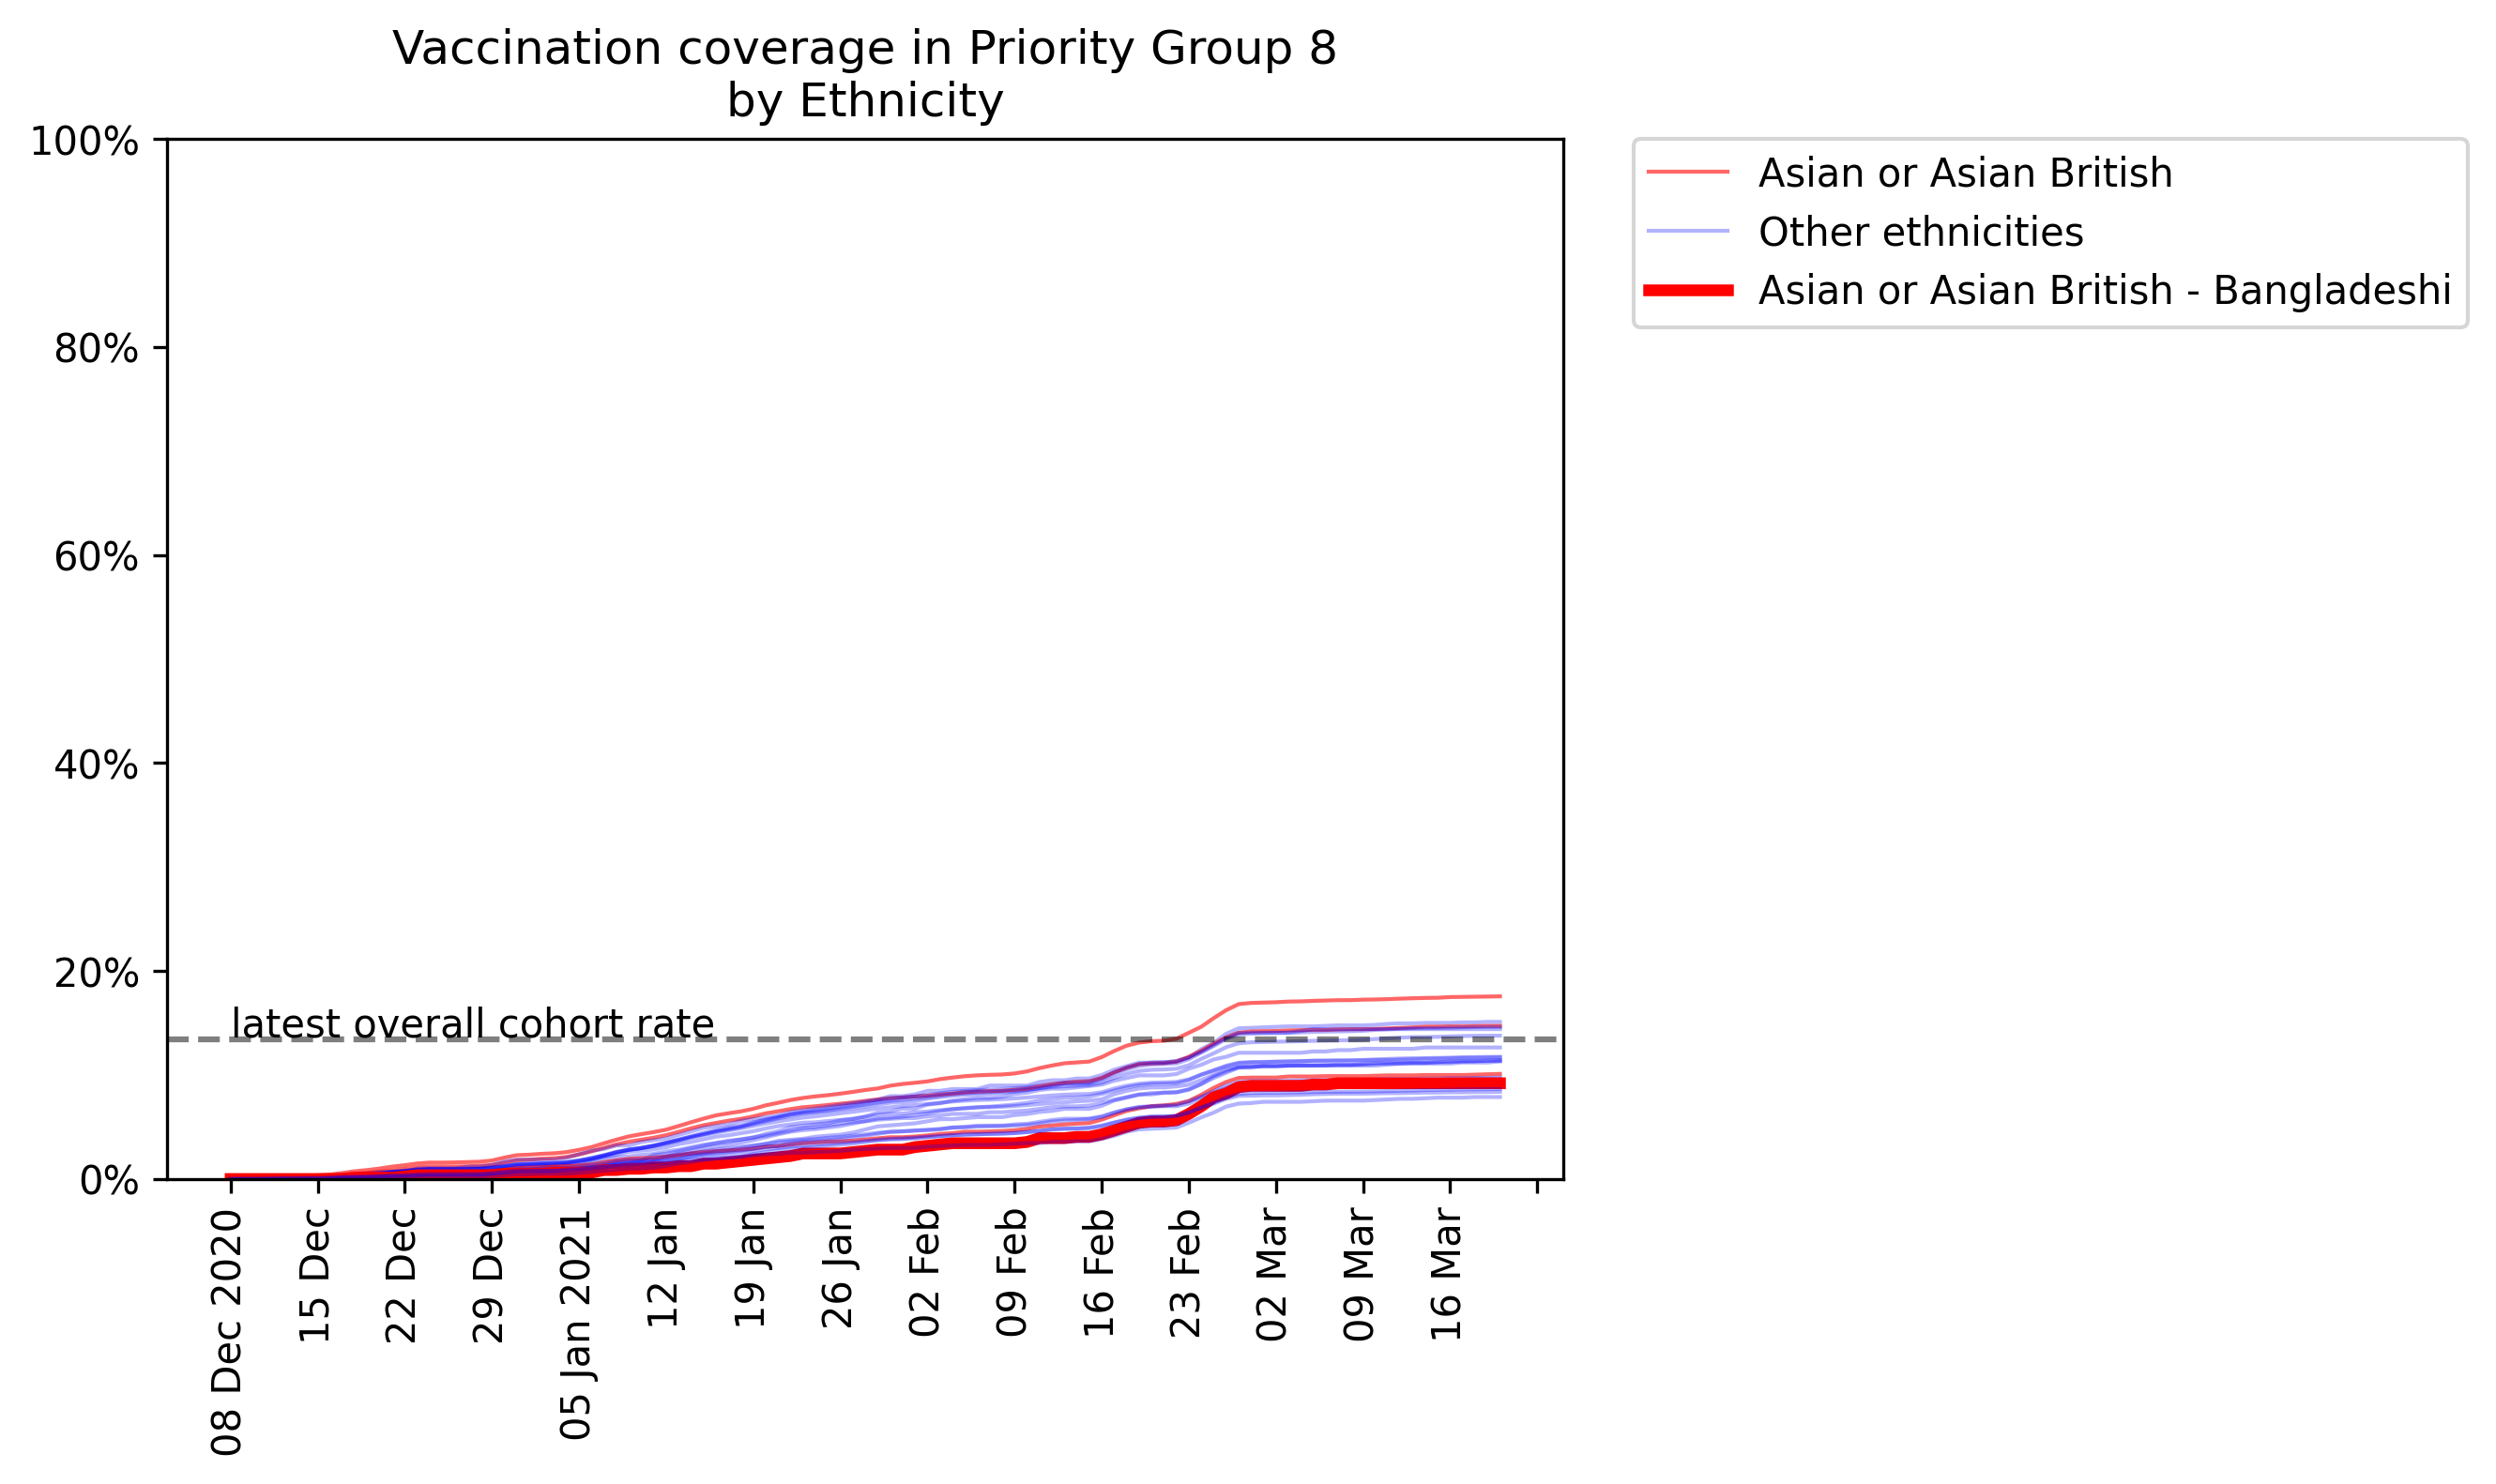 Vaccination coverage in Priority Group 8
by Ethnicity
100%
80%
60%
40%
20%
0%
latest overall cohort rate
Asian or Asian British
Other ethnicities
Asian or Asian British - Bangladeshi
08 Dec 2020
15 Dec
22 Dec
29 Dec
05 Jan 2021
12 Jan
19 Jan
26 Jan
02 Feb
09 Feb
16 Feb
23 Feb
02 Mar
09 Mar
16 Mar